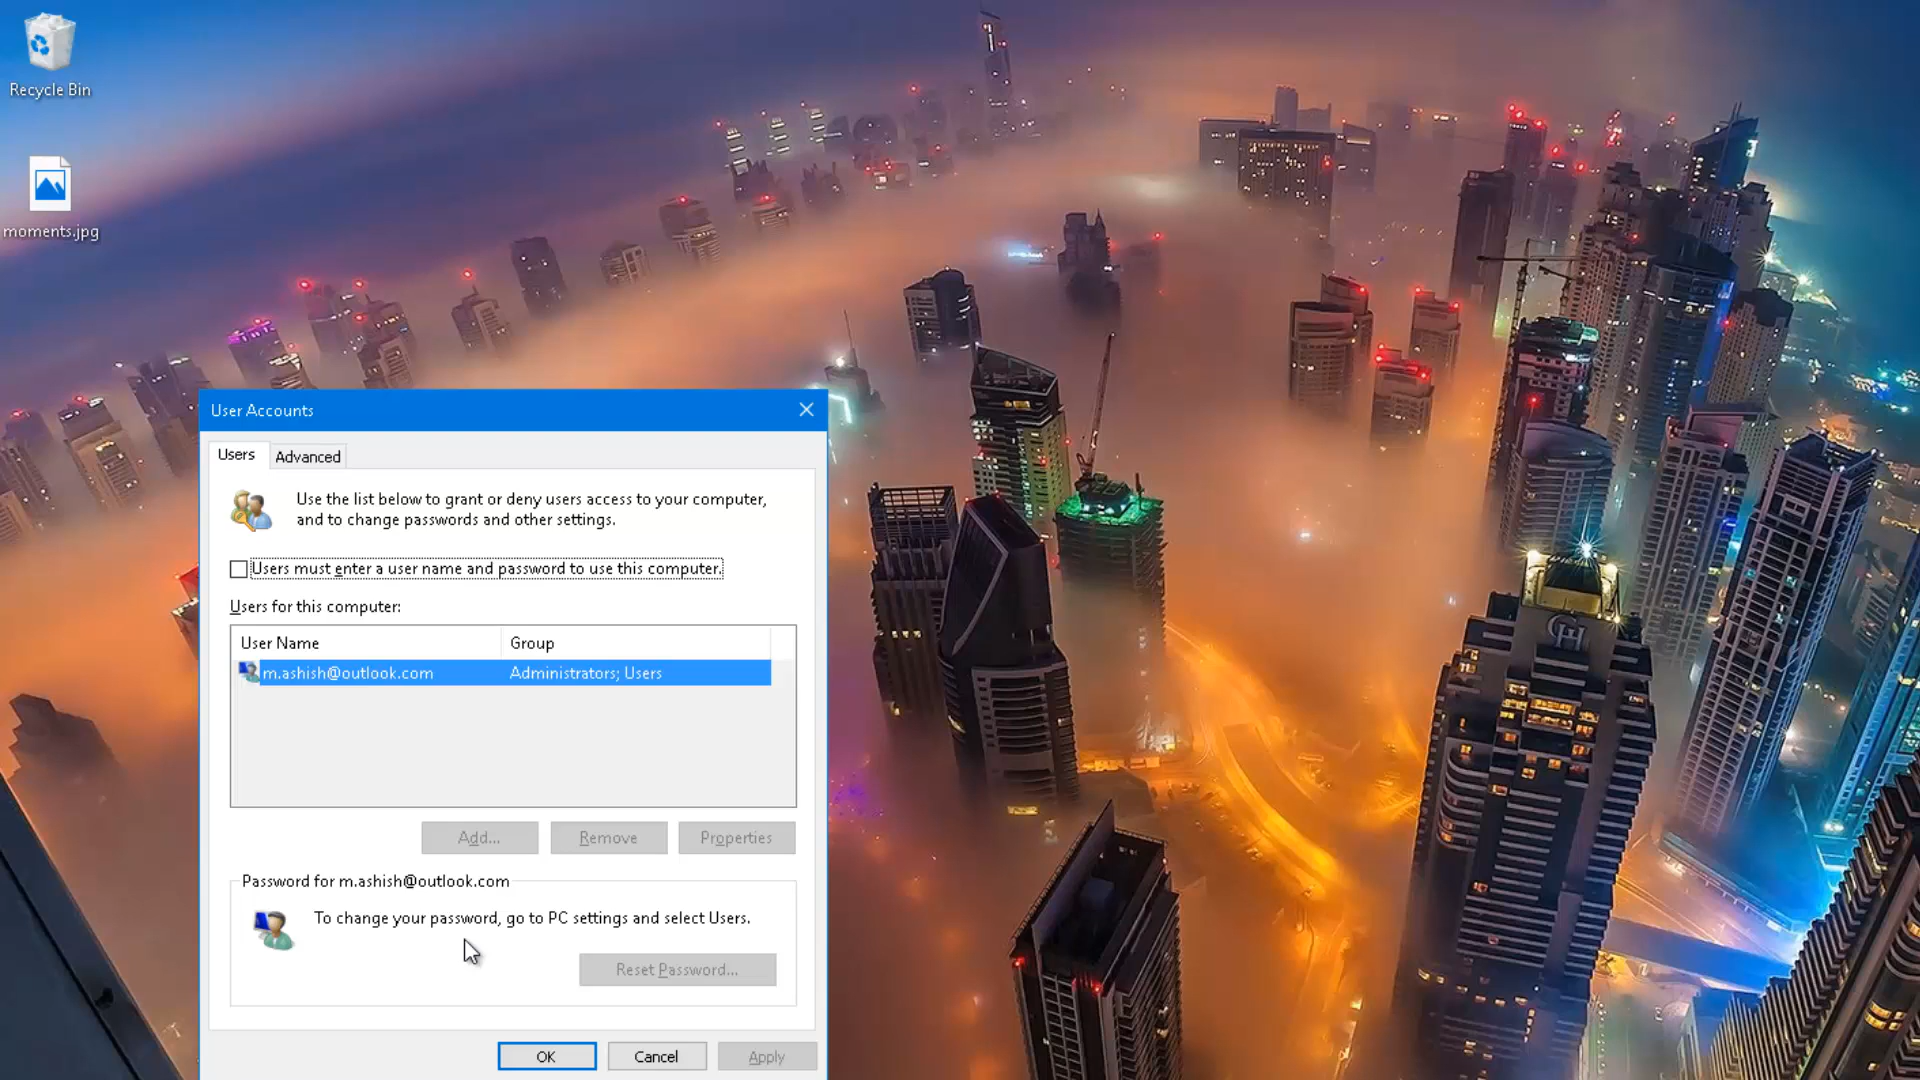 Recycle Bin
moments.jpg
User Accounts
Users
Advanced
Use the list below to grant or deny users access to your computer,
and to change passwords and other settings.
Users must enter a user name and password to use this computer.
Users for this computer:
User Name Group
m.ashish@outlook.com Administrators; Users
Add... Remove Properties
Password for m.ashish@outlook.com
To change your password, go to PC settings and select Users.
Reset Password...
OK Cancel Apply